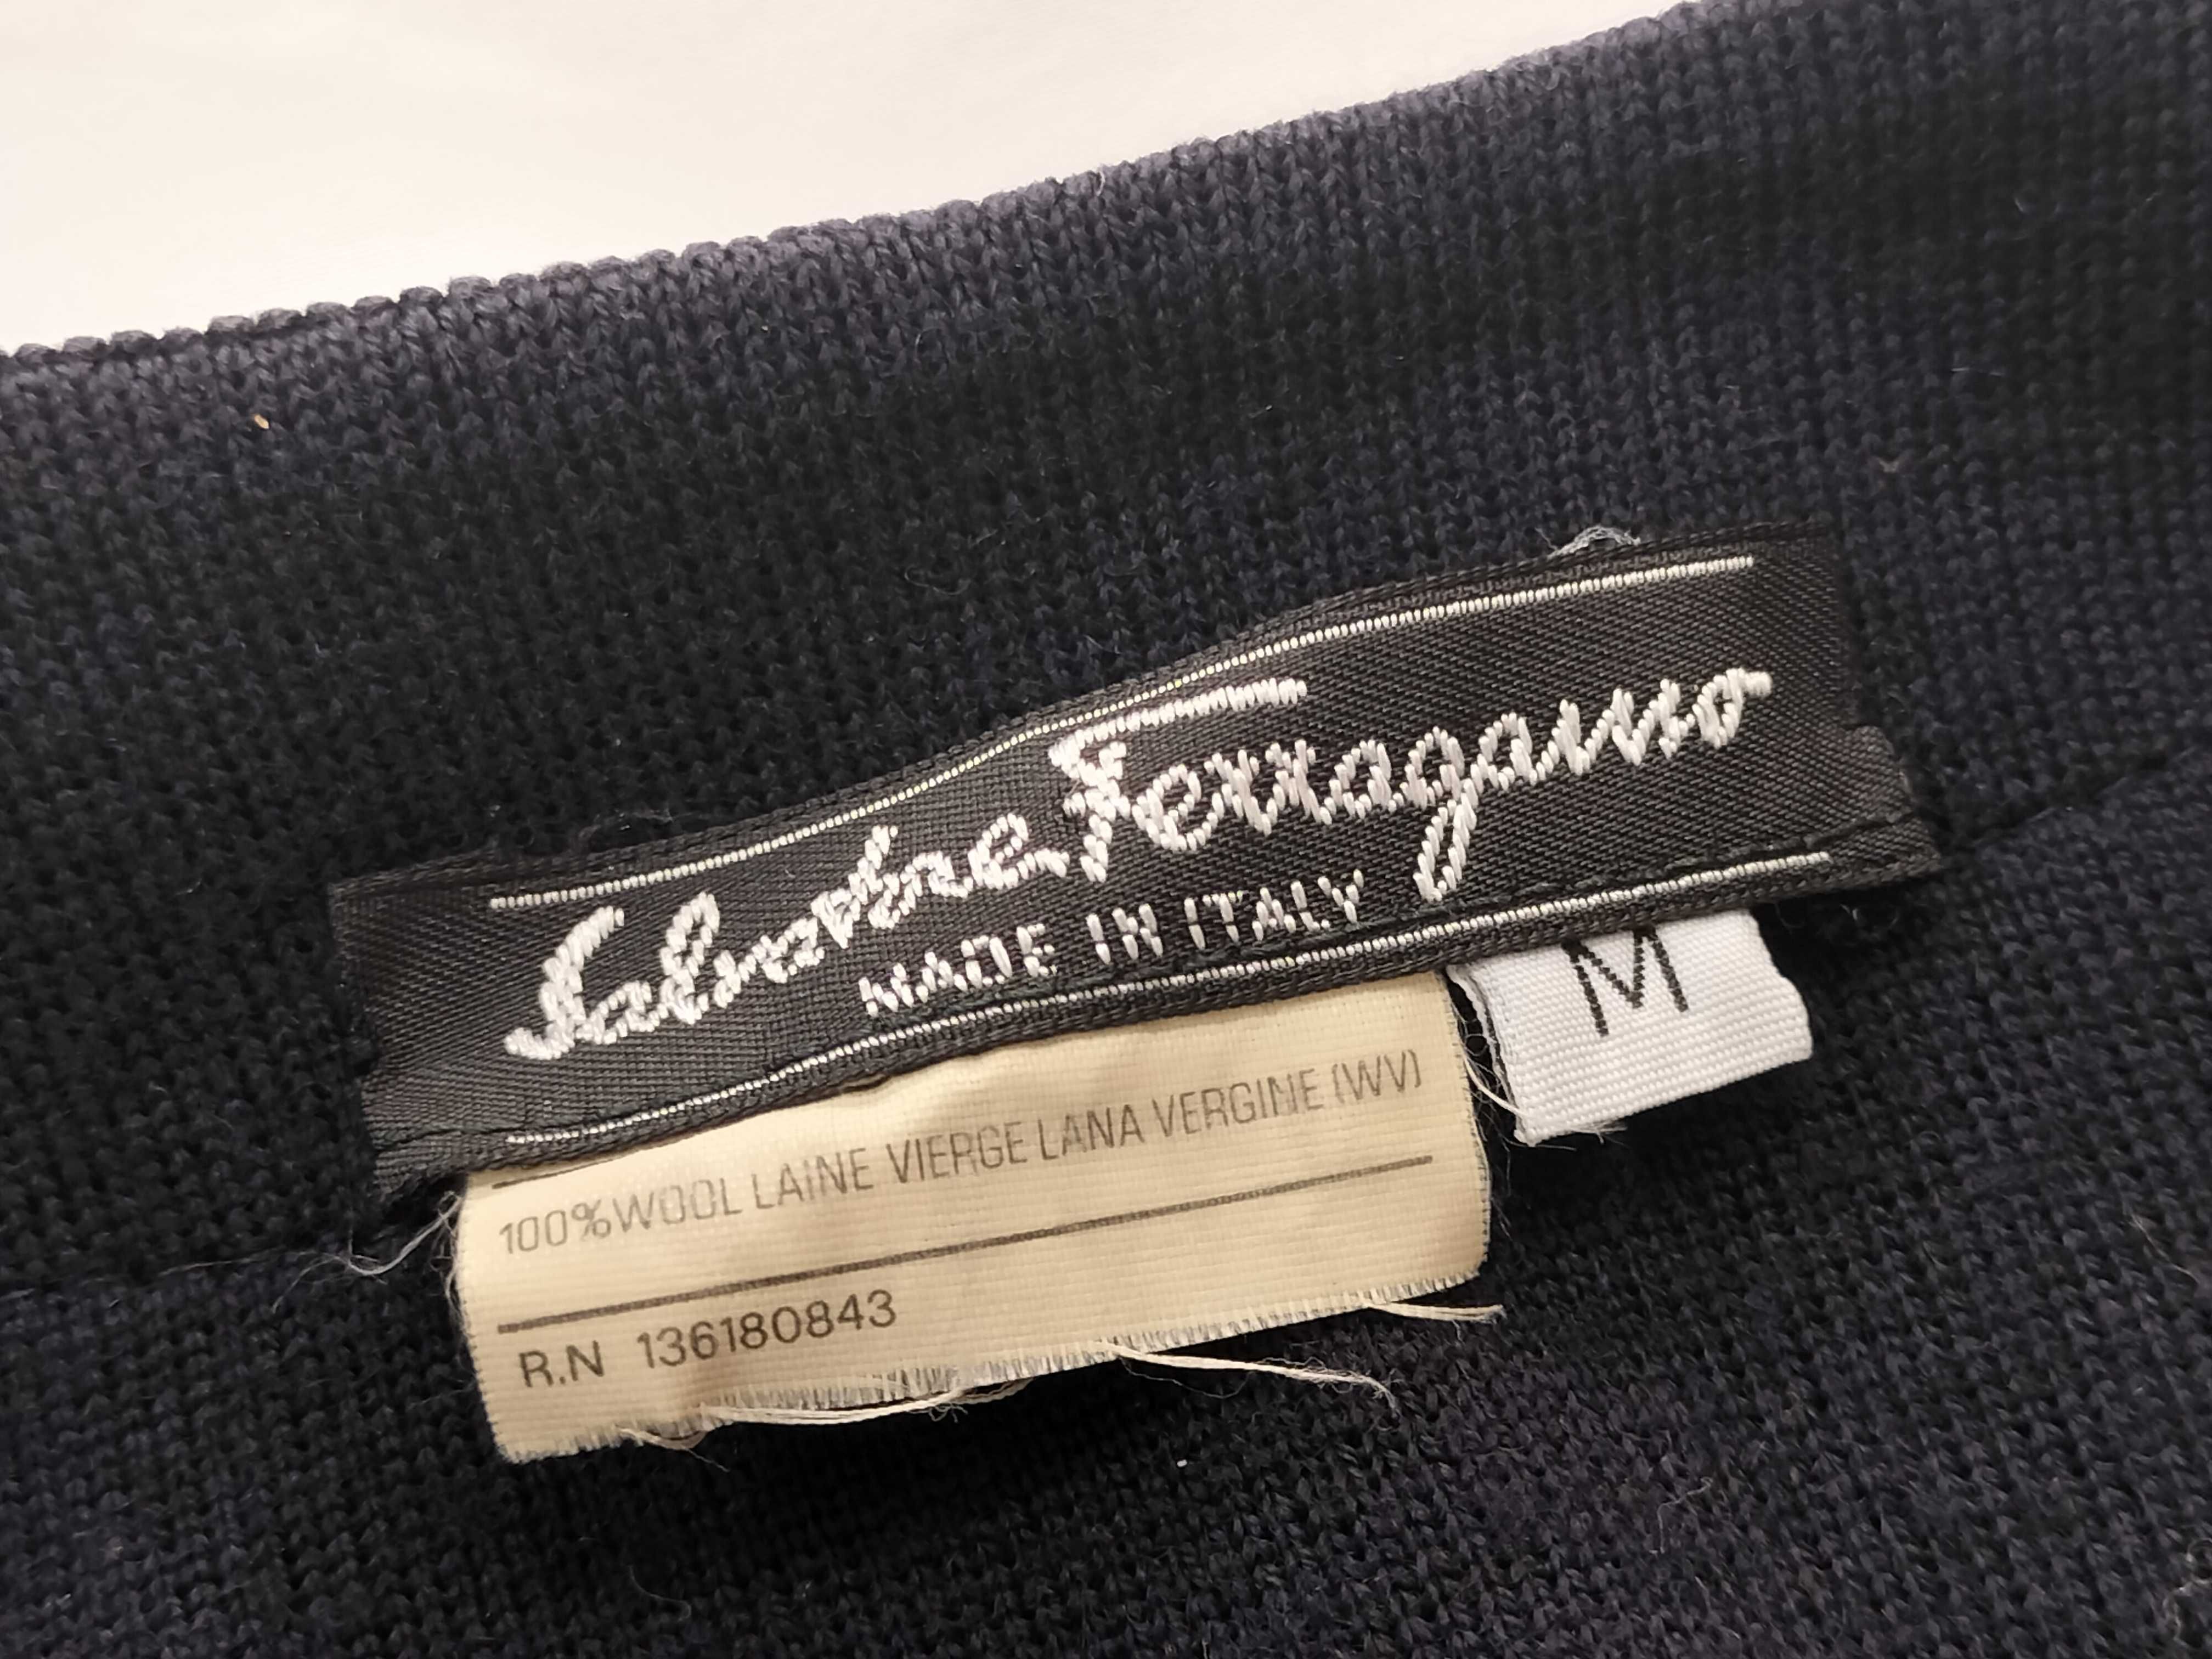 Salvatore Ferragamo
MADE IN ITALY
M
100%WOOL LAINE VIERGE LANA VERGINE (WV)
R.N 136180843